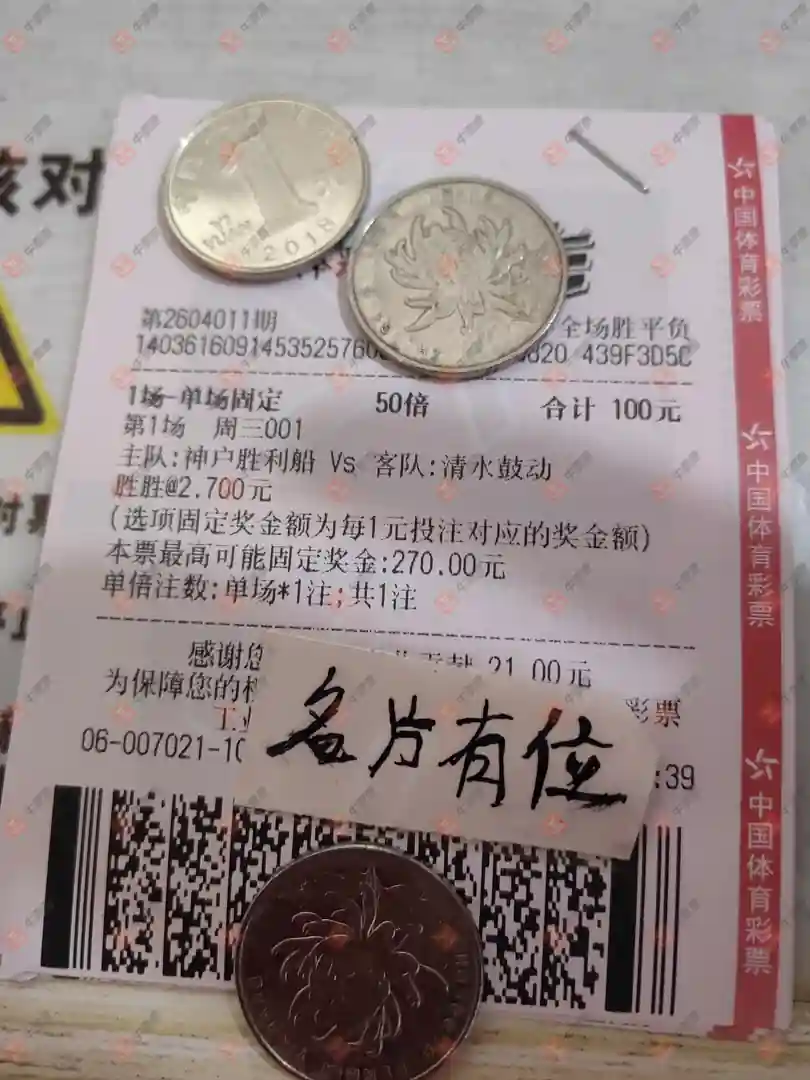 核对
2018
第2604011期
全场胜平负
140361609145352576
820 439F3D5C
1场-单场固定 50倍 合计 100元
第1场 周三001
主队:神户胜利船 Vs 客队:清水鼓动
胜胜@2.700元
(选项固定奖金额为每1元投注对应的奖金额)
本票最高可能固定奖金:270.00元
单倍注数:单场*1注;共1注
感谢您
21.00元
为保障您的
彩票
06-007021-10
:39
名片有位
中国体育彩票
中国体育彩票
中国体育彩票